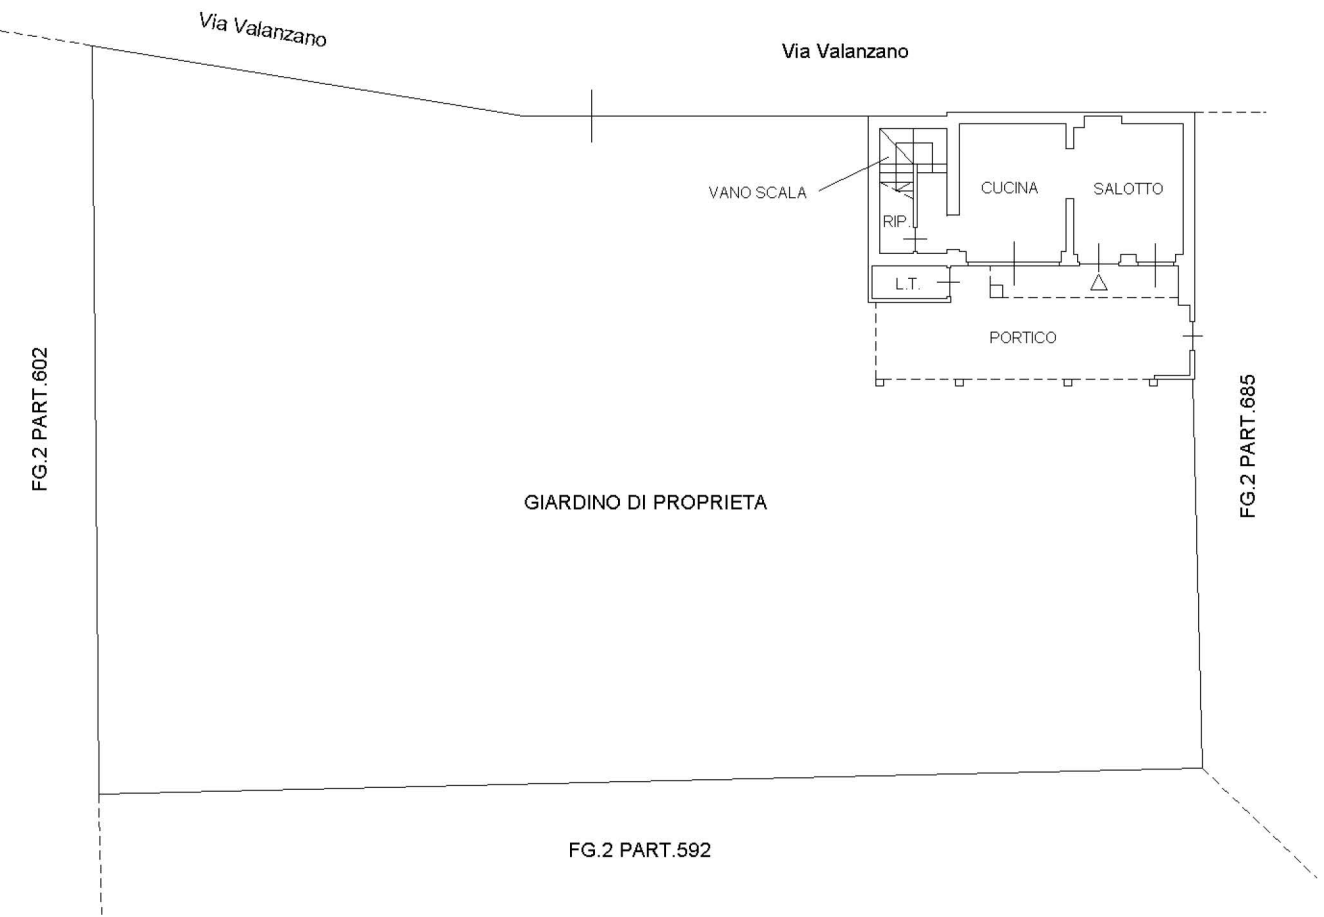 Via Valanzano
Via Valanzano
VANO SCALA
CUCINA
SALOTTO
RIP.
L.T.
PORTICO
FG.2 PART.602
FG.2 PART.685
GIARDINO DI PROPRIETA
FG.2 PART.592